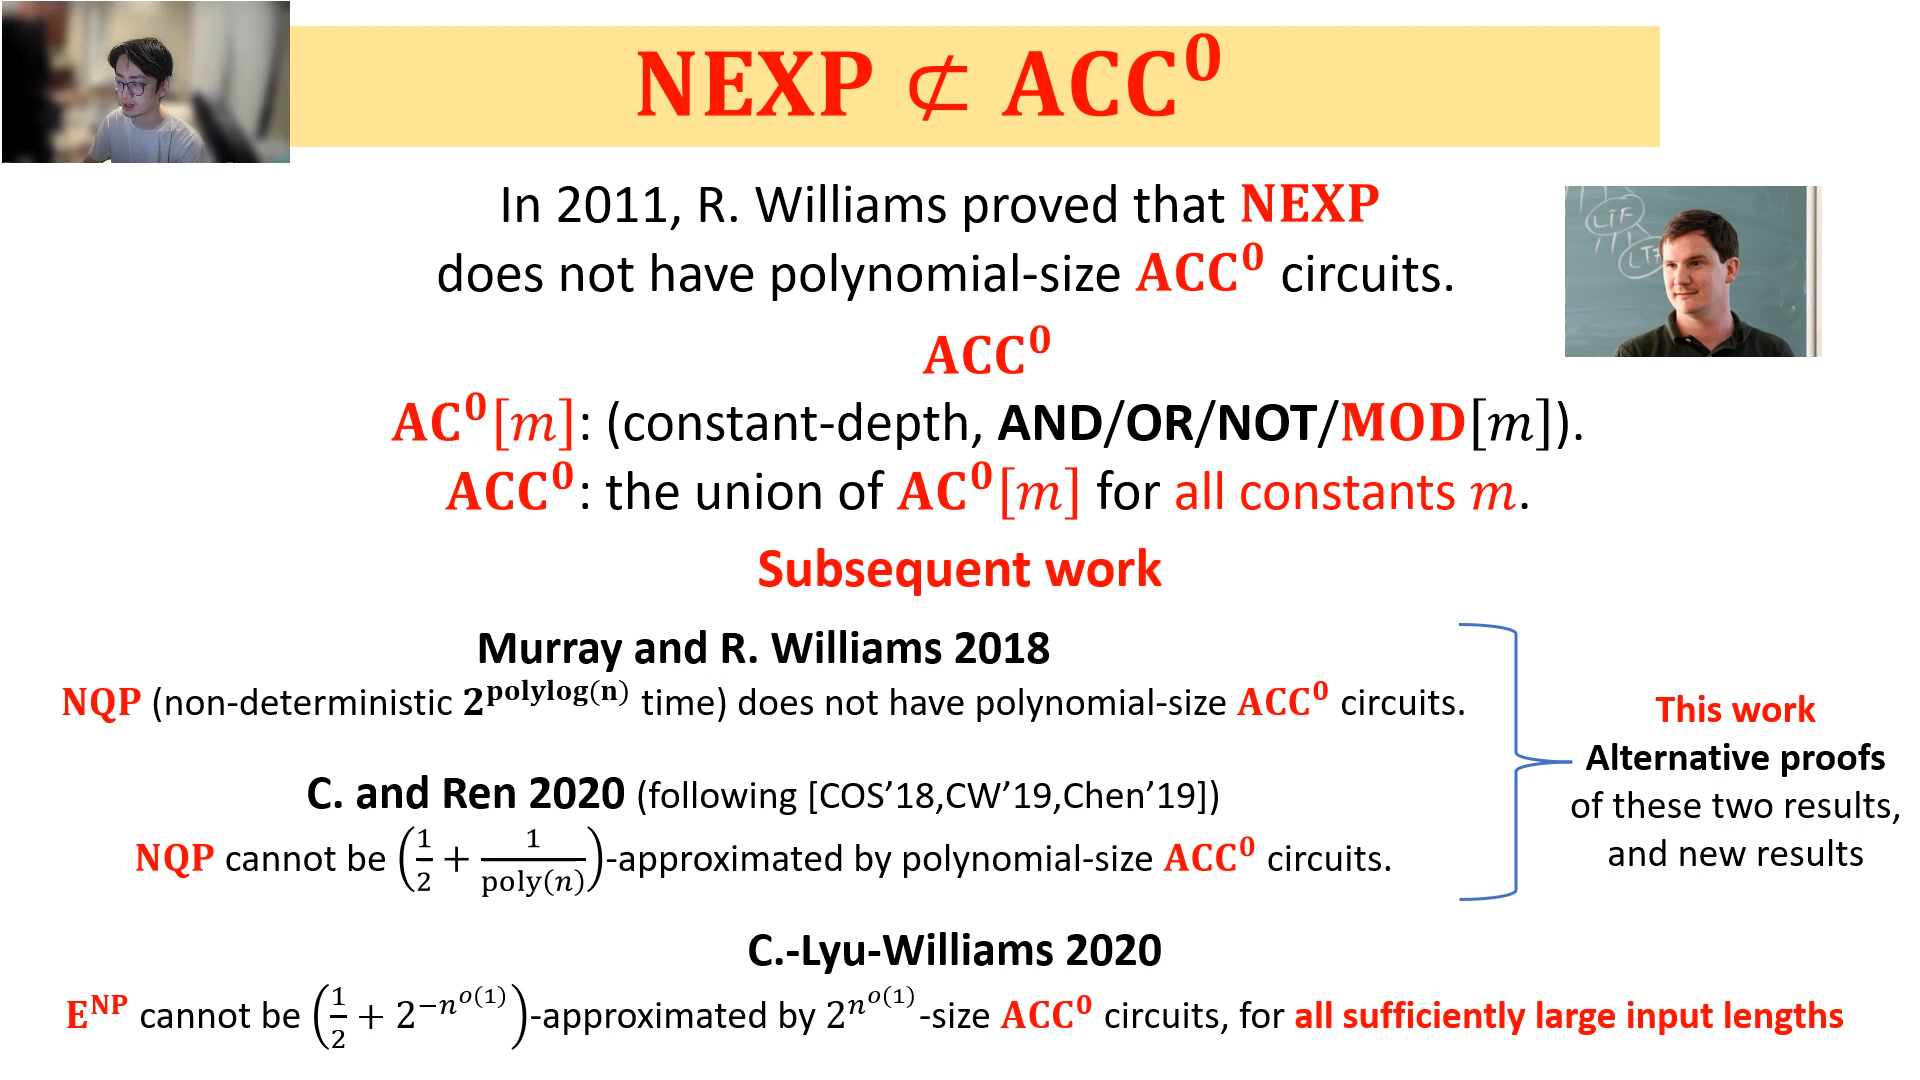 NEXP ⊄ ACC⁰
In 2011, R. Williams proved that NEXP
does not have polynomial-size ACC⁰ circuits.
LTF
LTF
ACC⁰
AC⁰[m]: (constant-depth, AND/OR/NOT/MOD[m]).
ACC⁰: the union of AC⁰[m] for all constants m.
Subsequent work
Murray and R. Williams 2018
NQP (non-deterministic 2^polylog(n) time) does not have polynomial-size ACC⁰ circuits.
C. and Ren 2020 (following [COS’18,CW’19,Chen’19])
NQP cannot be (1/2 + 1/poly(n))-approximated by polynomial-size ACC⁰ circuits.
This work
Alternative proofs
of these two results,
and new results
C.-Lyu-Williams 2020
E^NP cannot be (1/2 + 2^{-n^{o(1)}})-approximated by 2^{n^{o(1)}}-size ACC⁰ circuits, for all sufficiently large input lengths